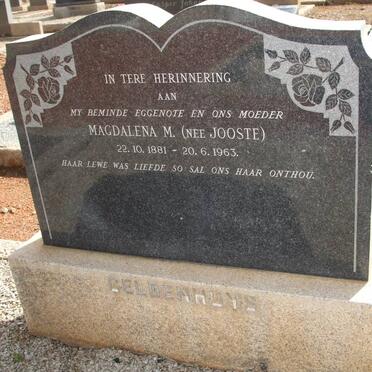 IN TERE HERINNERING
AAN
MY BEMINDE EGGENOTE EN ONS MOEDER
MAGDALENA M. (NEE JOOSTE)
22.10.1881 - 20.6.1963.
HAAR LEWE WAS LIEFDE SO SAL ONS HAAR ONTHOU.
GELDENHUYS